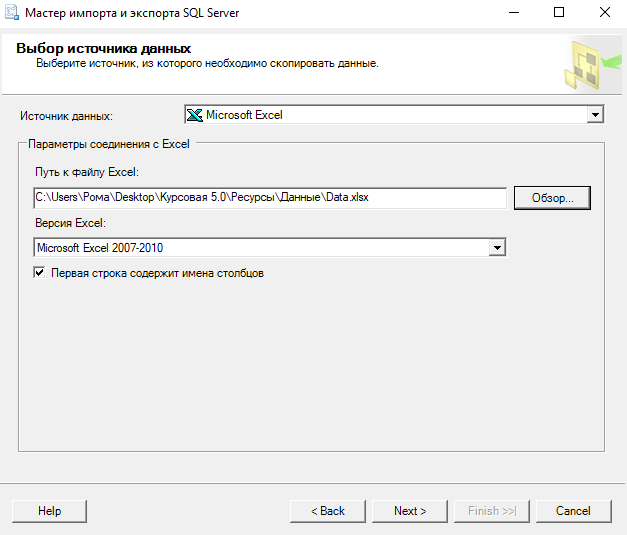 Мастер импорта и экспорта SQL Server
Выбор источника данных
Выберите источник, из которого необходимо скопировать данные.
Источник данных:
Microsoft Excel
Параметры соединения с Excel
Путь к файлу Excel:
C:\Users\Рома\Desktop\Курсовая 5.0\Ресурсы\Данные\Data.xlsx
Обзор...
Версия Excel:
Microsoft Excel 2007-2010
Первая строка содержит имена столбцов
Help
< Back
Next >
Finish >>|
Cancel